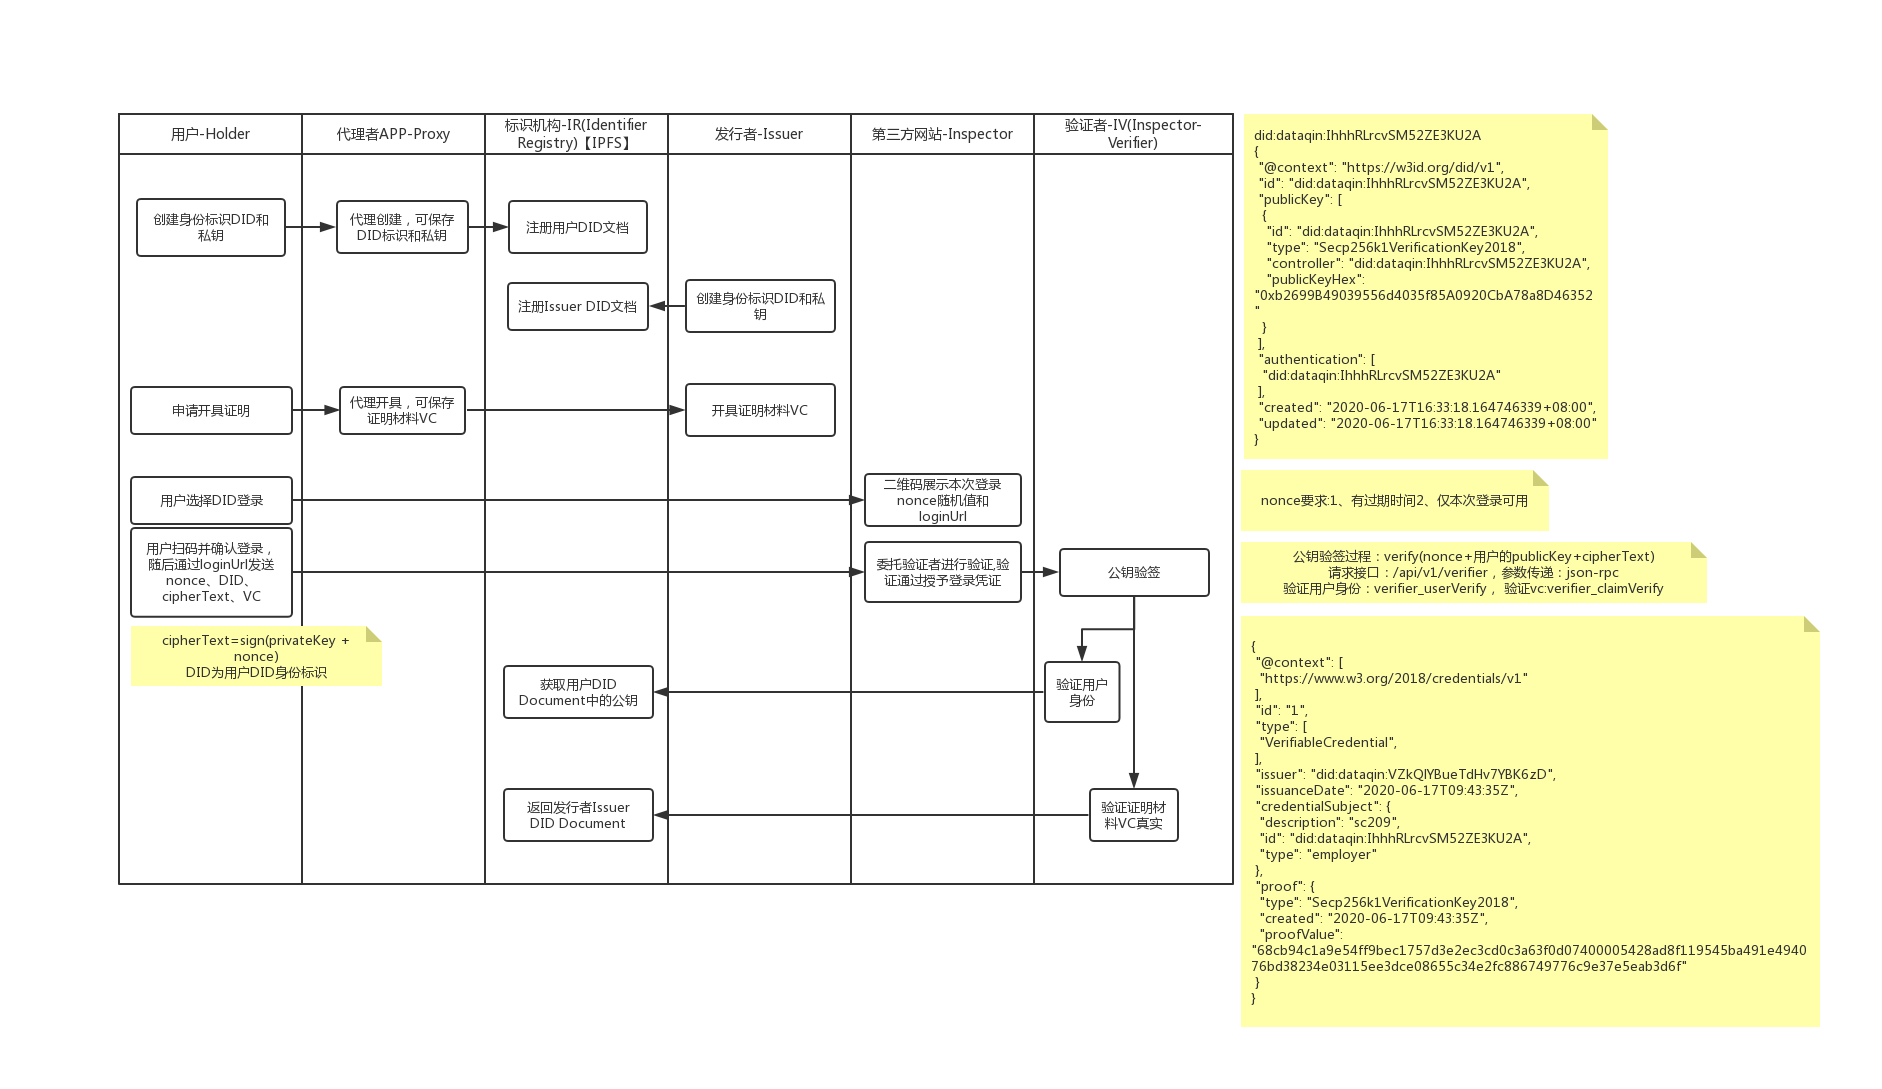 用户-Holder
代理者APP-Proxy
标识机构-IR(Identifier
Registry)【IPFS】
发行者-Issuer
第三方网站-Inspector
验证者-IV(Inspector-
Verifier)
创建身份标识DID和
私钥
代理创建，可保存
DID标识和私钥
注册用户DID文档
注册Issuer DID文档
创建身份标识DID和私
钥
申请开具证明
代理开具，可保存
证明材料VC
开具证明材料VC
用户选择DID登录
二维码展示本次登录
nonce随机值和
loginUrl
用户扫码并确认登录，
随后通过loginUrl发送
nonce、DID、
cipherText、VC
委托验证者进行验证,验
证通过授予登录凭证
公钥验签
cipherText=sign(privateKey +
nonce)
DID为用户DID身份标识
获取用户DID
Document中的公钥
验证用户
身份
返回发行者Issuer
DID Document
验证证明材
料VC真实
did:dataqin:IhhhRLrcvSM52ZE3KU2A
{
"@context": "https://w3id.org/did/v1",
"id": "did:dataqin:IhhhRLrcvSM52ZE3KU2A",
"publicKey": [
{
"id": "did:dataqin:IhhhRLrcvSM52ZE3KU2A",
"type": "Secp256k1VerificationKey2018",
"controller": "did:dataqin:IhhhRLrcvSM52ZE3KU2A",
"publicKeyHex":
"0xb2699B49039556d4035f85A0920CbA78a8D46352
"
}
],
"authentication": [
"did:dataqin:IhhhRLrcvSM52ZE3KU2A"
],
"created": "2020-06-17T16:33:18.164746339+08:00",
"updated": "2020-06-17T16:33:18.164746339+08:00"
}
nonce要求:1、有过期时间2、仅本次登录可用
公钥验签过程：verify(nonce+用户的publicKey+cipherText)
请求接口：/api/v1/verifier，参数传递：json-rpc
验证用户身份：verifier_userVerify， 验证vc:verifier_claimVerify
{
"@context": [
"https://www.w3.org/2018/credentials/v1"
],
"id": "1",
"type": [
"VerifiableCredential",
],
"issuer": "did:dataqin:VZkQlYBueTdHv7YBK6zD",
"issuanceDate": "2020-06-17T09:43:35Z",
"credentialSubject": {
"description": "sc209",
"id": "did:dataqin:IhhhRLrcvSM52ZE3KU2A",
"type": "employer"
},
"proof": {
"type": "Secp256k1VerificationKey2018",
"created": "2020-06-17T09:43:35Z",
"proofValue":
"68cb94c1a9e54ff9bec1757d3e2ec3cd0c3a63f0d07400005428ad8f119545ba491e4940
76bd38234e03115ee3dce08655c34e2fc886749776c9e37e5eab3d6f"
}
}